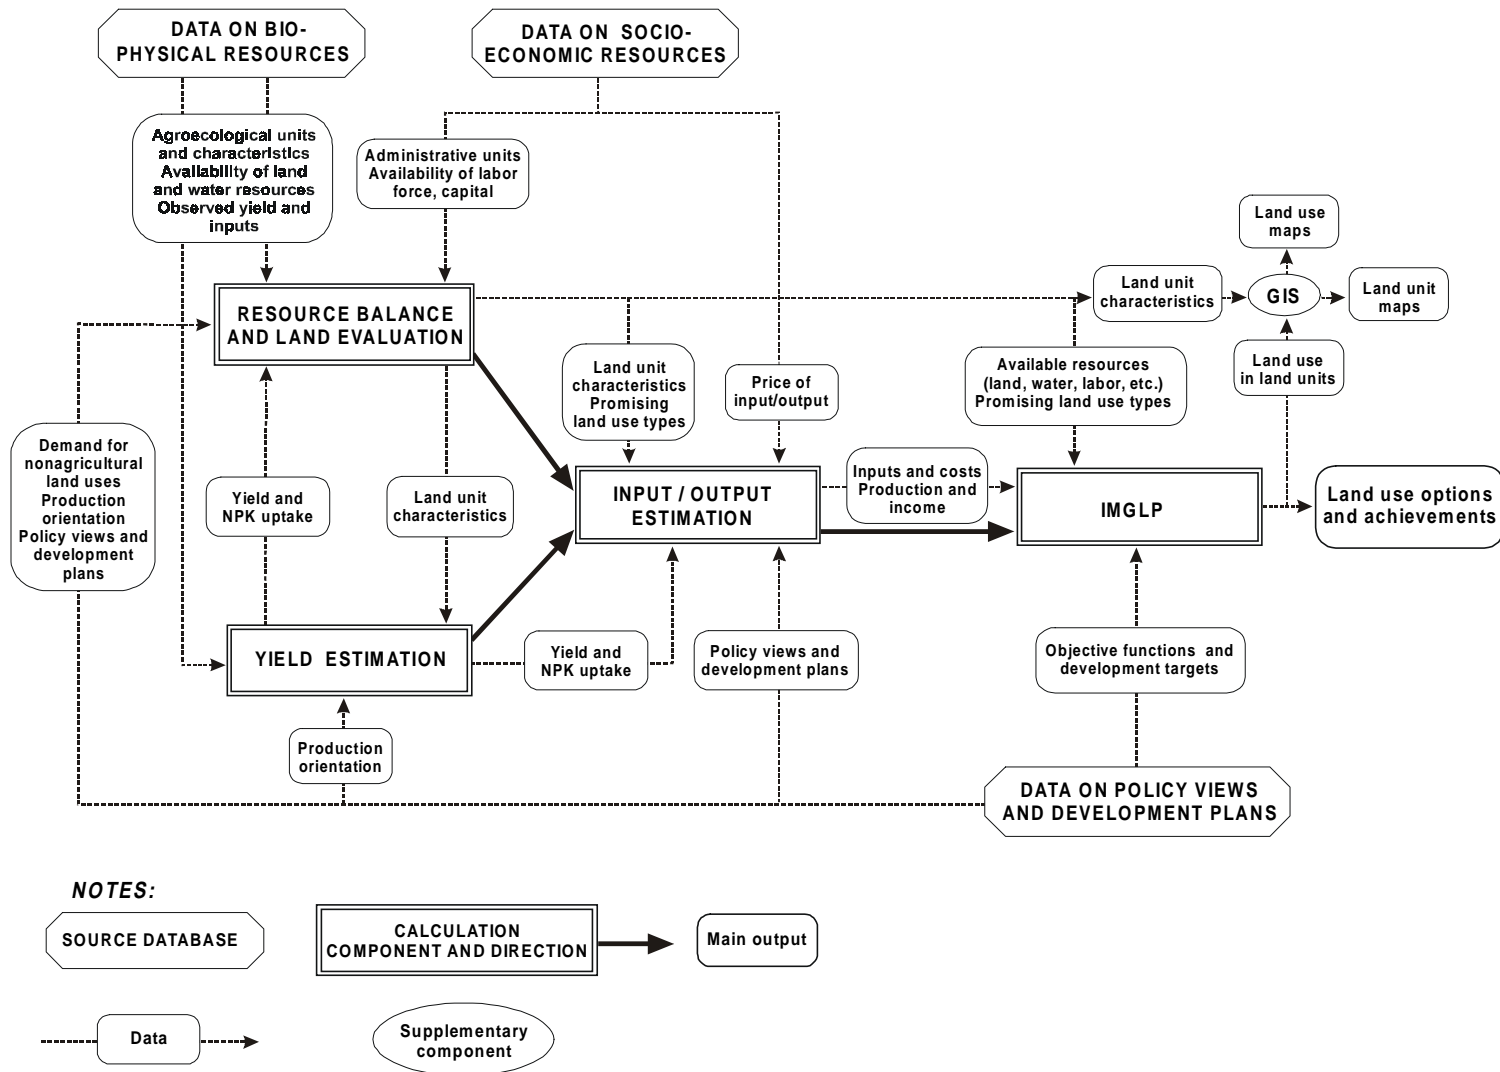 DATA ON BIO-
PHYSICAL RESOURCES
DATA ON SOCIO-
ECONOMIC RESOURCES
Agroecological units
and characteristics
Availability of land
and water resources
Observed yield and
inputs
Administrative units
Availability of labor
force, capital
Land use
maps
Land unit
characteristics
GIS
Land unit
maps
RESOURCE BALANCE
AND LAND EVALUATION
Land unit
characteristics
Promising
land use types
Price of
input/output
Available resources
(land, water, labor, etc.)
Promising land use types
Land use
in land units
Demand for
nonagricultural
land uses
Production
orientation
Policy views and
development
plans
Yield and
NPK uptake
Land unit
characteristics
INPUT / OUTPUT
ESTIMATION
Inputs and costs
Production and
income
IMGLP
Land use options
and achievements
YIELD ESTIMATION
Yield and
NPK uptake
Policy views and
development plans
Objective functions and
development targets
Production
orientation
DATA ON POLICY VIEWS
AND DEVELOPMENT PLANS
NOTES:
SOURCE DATABASE
CALCULATION
COMPONENT AND DIRECTION
Main output
Data
Supplementary
component